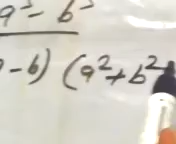 a³ - b³
- b) (a² + b²